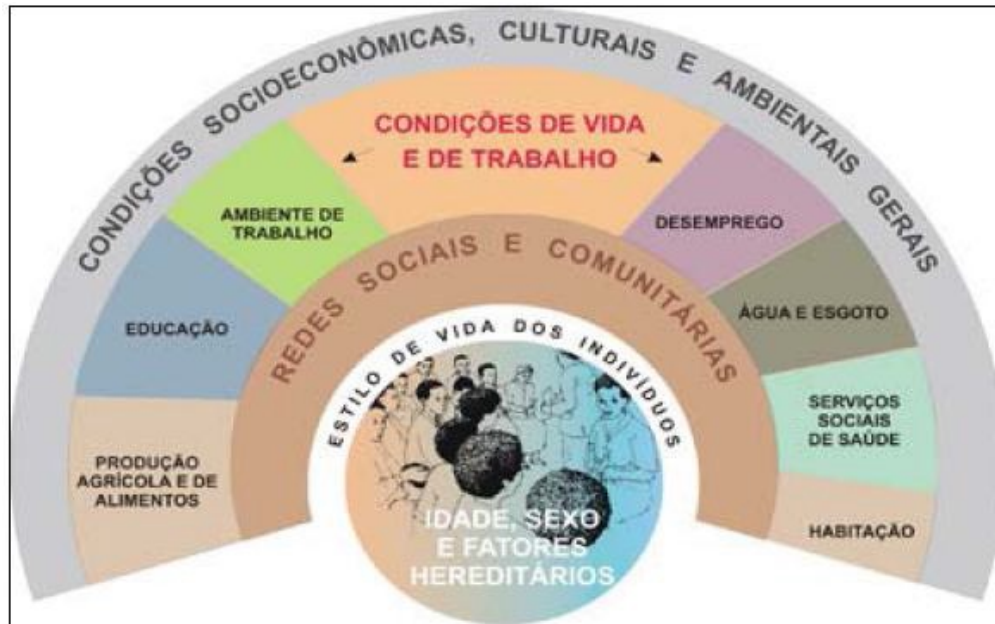 CONDIÇÕES SOCIOECONÔMICAS, CULTURAIS E AMBIENTAIS GERAIS
CONDIÇÕES DE VIDA
E DE TRABALHO
AMBIENTE DE
TRABALHO
DESEMPREGO
EDUCAÇÃO
ÁGUA E ESGOTO
PRODUÇÃO
AGRÍCOLA E DE
ALIMENTOS
SERVIÇOS
SOCIAIS
DE SAÚDE
HABITAÇÃO
REDES SOCIAIS E COMUNITÁRIAS
ESTILO DE VIDA DOS INDIVÍDUOS
IDADE, SEXO
E FATORES
HEREDITÁRIOS